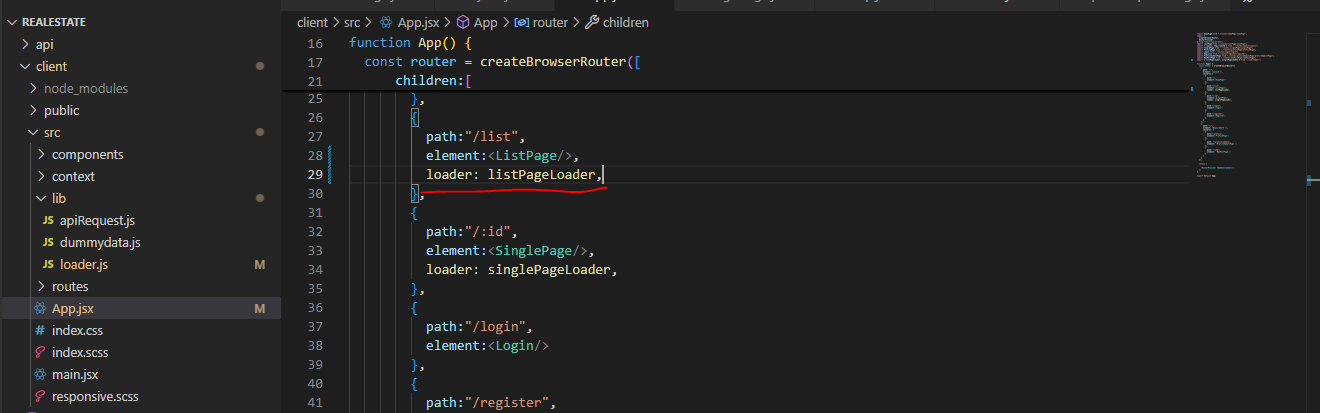 REALESTATE
api
client
node_modules
public
src
components
context
lib
JS apiRequest.js
JS dummydata.js
JS loader.js M
routes
App.jsx M
# index.css
index.scss
main.jsx
responsive.scss
client > src > App.jsx > App > router > children
16 function App() {
17 const router = createBrowserRouter([
21 children:[
25 },
26 {
27 path:"/list",
28 element:<ListPage/>,
29 loader: listPageLoader,
30 },
31 {
32 path:"/:id",
33 element:<SinglePage/>,
34 loader: singlePageLoader,
35 },
36 {
37 path:"/login",
38 element:<Login/>
39 },
40 {
41 path:"/register",